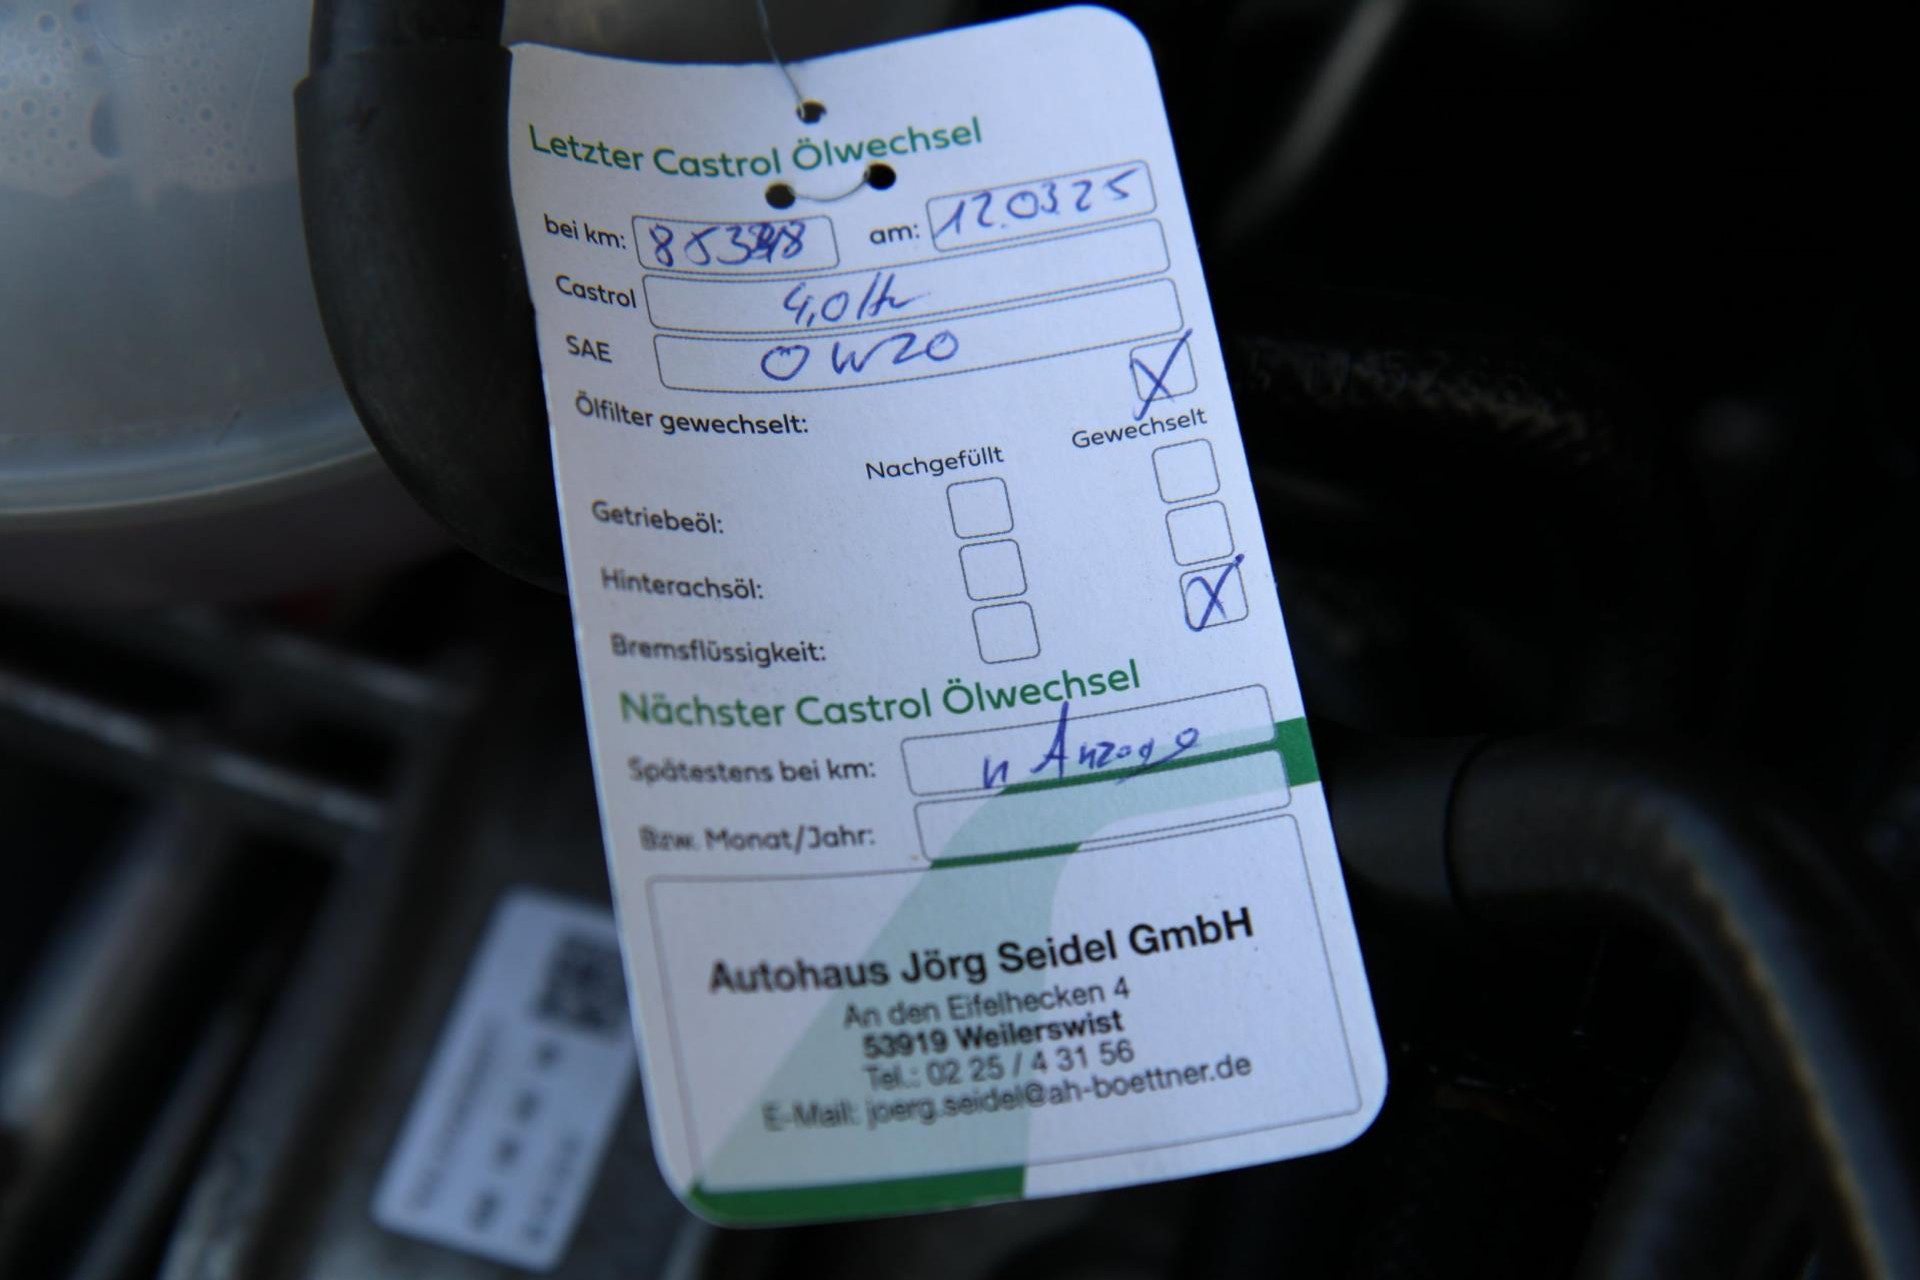 Letzter Castrol Ölwechsel
bei km: am: 12.03.25
Castrol 4,0 ltr
SAE 0W20
Ölfilter gewechselt: X
Nachgefüllt Gewechselt
Getriebeöl:
Hinterachsöl:
Bremsflüssigkeit: X
Nächster Castrol Ölwechsel
Spätestens bei km: n Anzeige
Bzw. Monat/Jahr:
Autohaus Jörg Seidel GmbH
An den Eifelhecken 4
53919 Weilerswist
Tel.: 02 25 / 4 31 56
E-Mail: joerg.seidel@ah-boettner.de